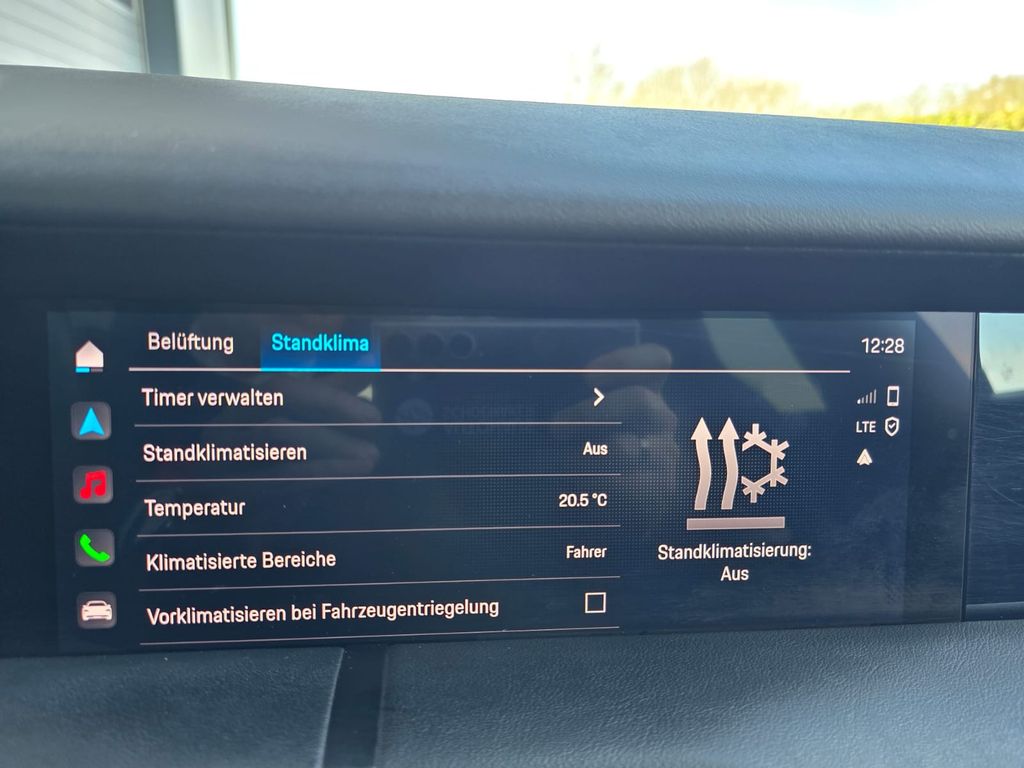 Belüftung Standklima
12:28
Timer verwalten
LTE
Standklimatisieren Aus
Temperatur 20.5 °C
Klimatisierte Bereiche Fahrer
Vorklimatisieren bei Fahrzeugentriegelung
Standklimatisierung:
Aus